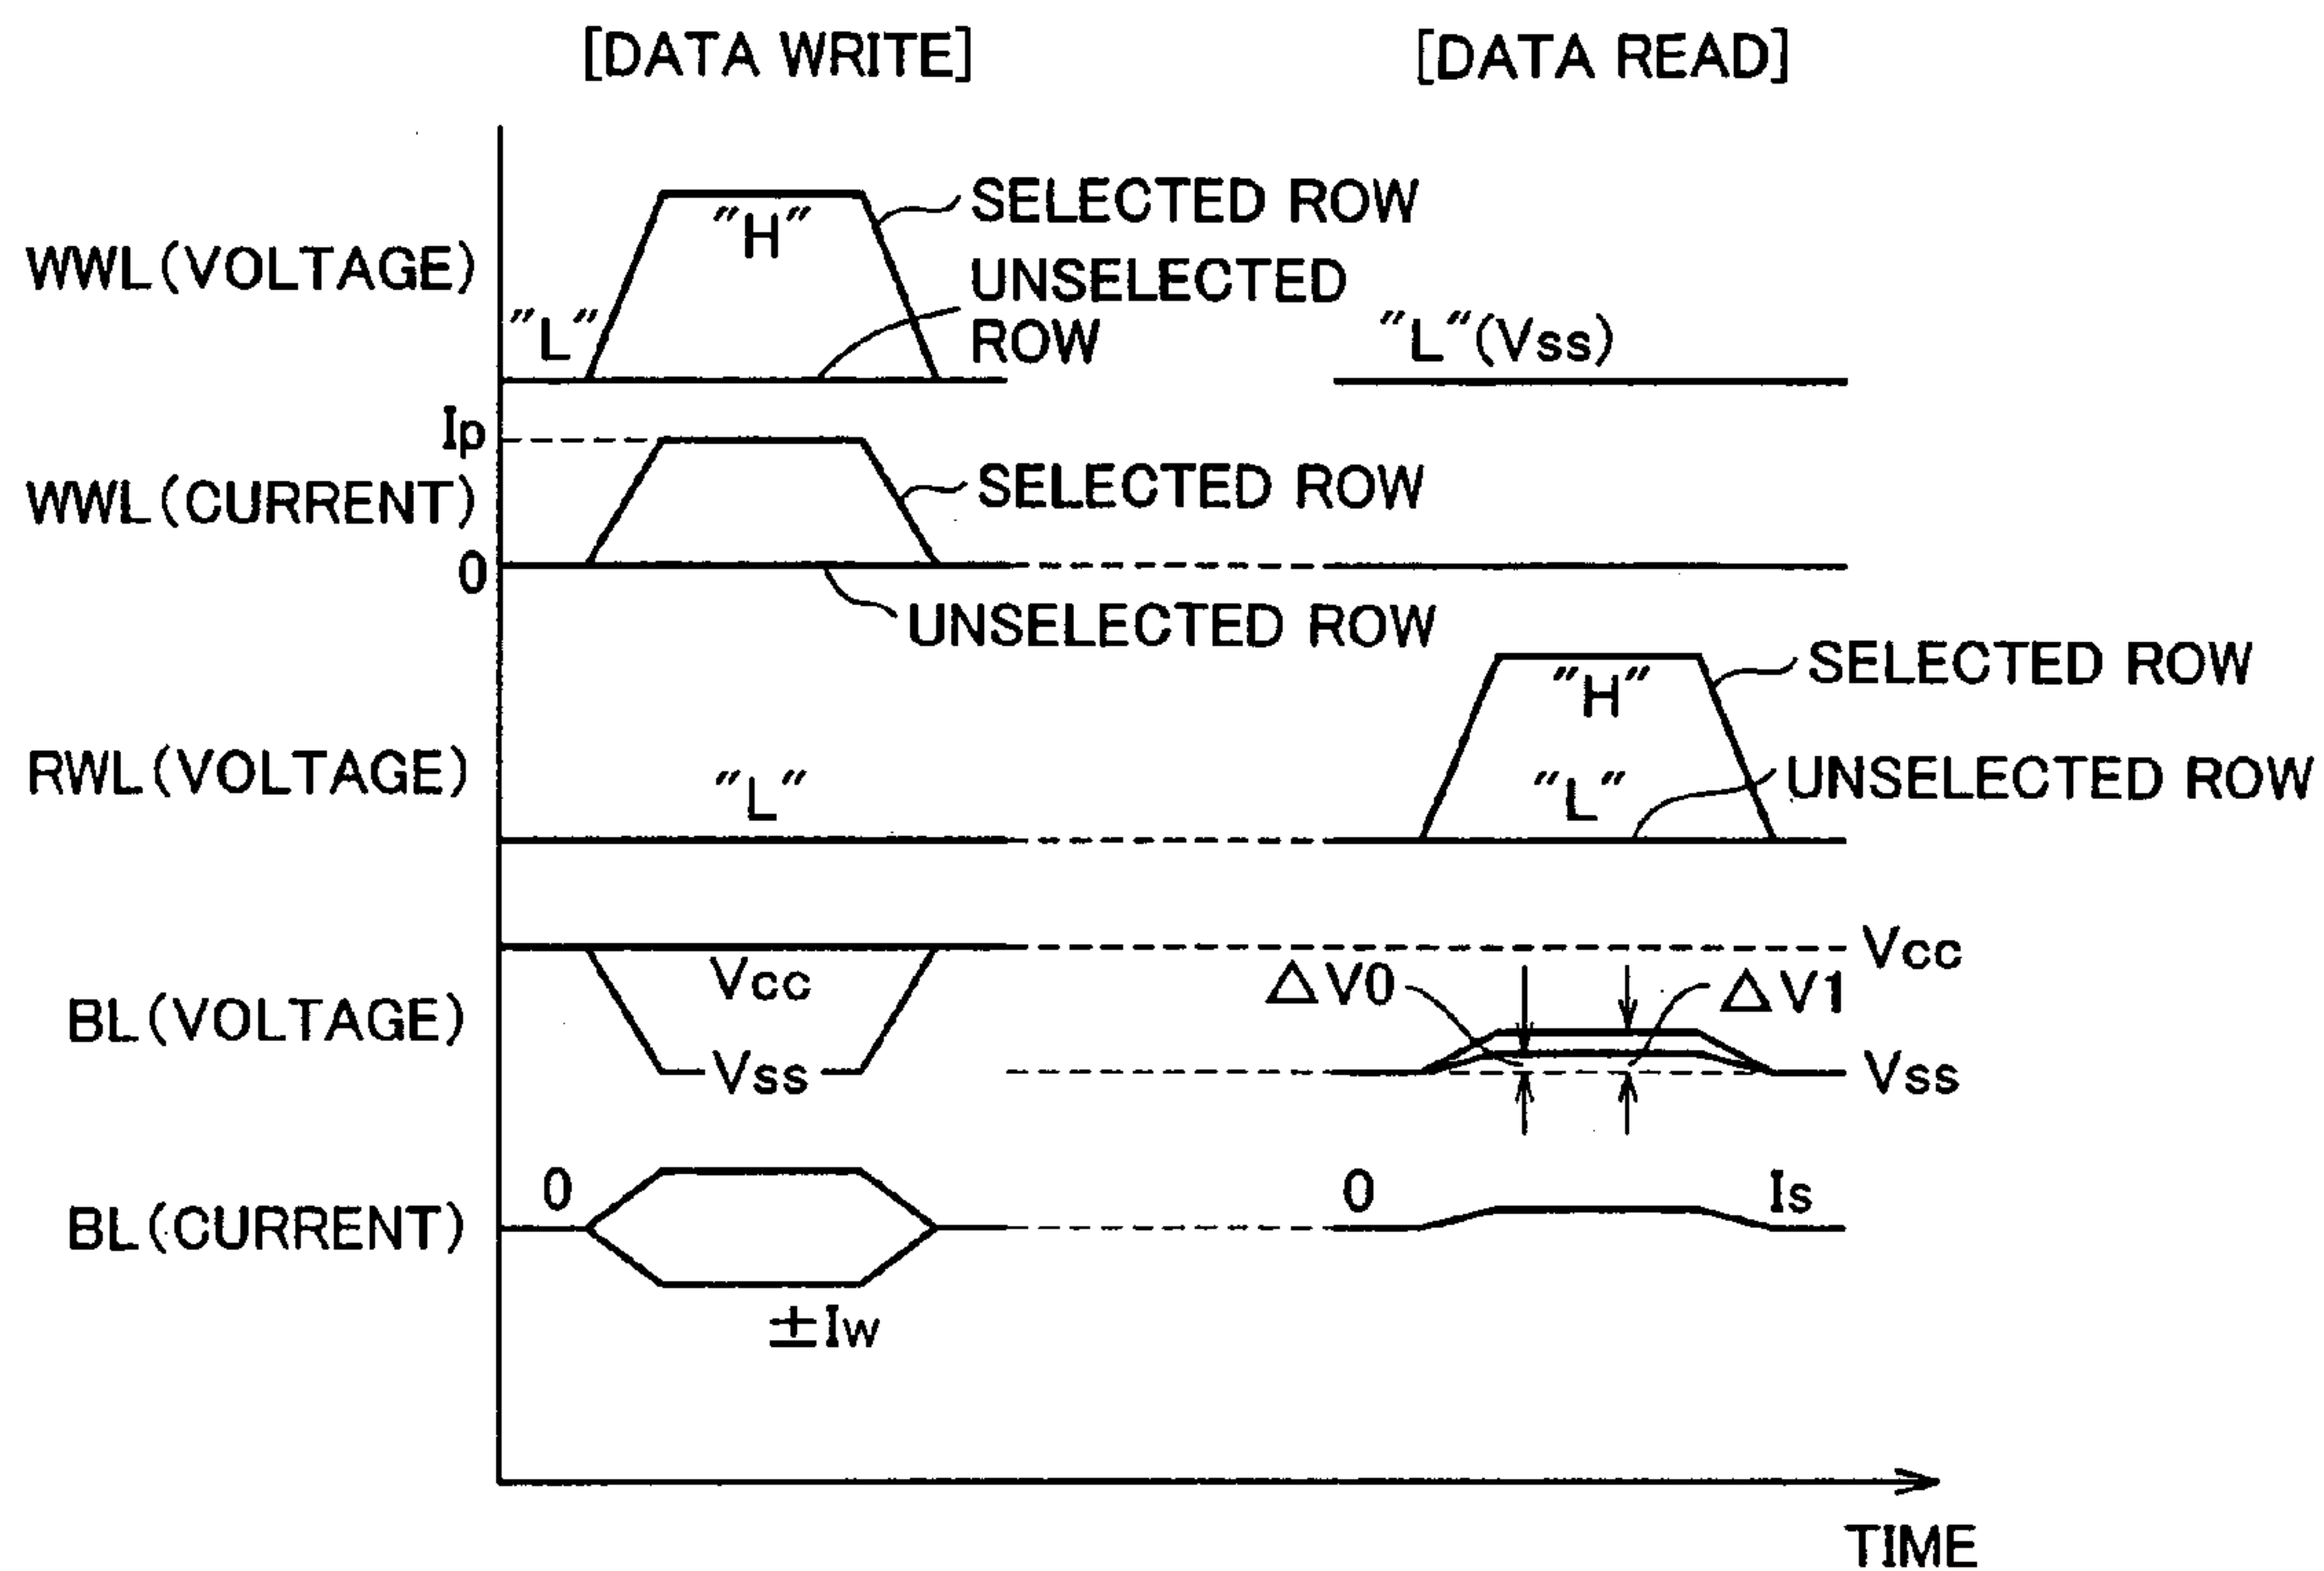 [DATA WRITE] [DATA READ]
WWL(VOLTAGE)
"L"
"H"
SELECTED ROW
UNSELECTED
ROW
"L"(Vss)
Ip
WWL(CURRENT)
0
SELECTED ROW
UNSELECTED ROW
RWL(VOLTAGE)
"L"
"H"
"L"
SELECTED ROW
UNSELECTED ROW
BL(VOLTAGE)
Vcc
Vss
△V0
△V1
Vcc
Vss
BL(CURRENT)
0
±Iw
0
Is
TIME